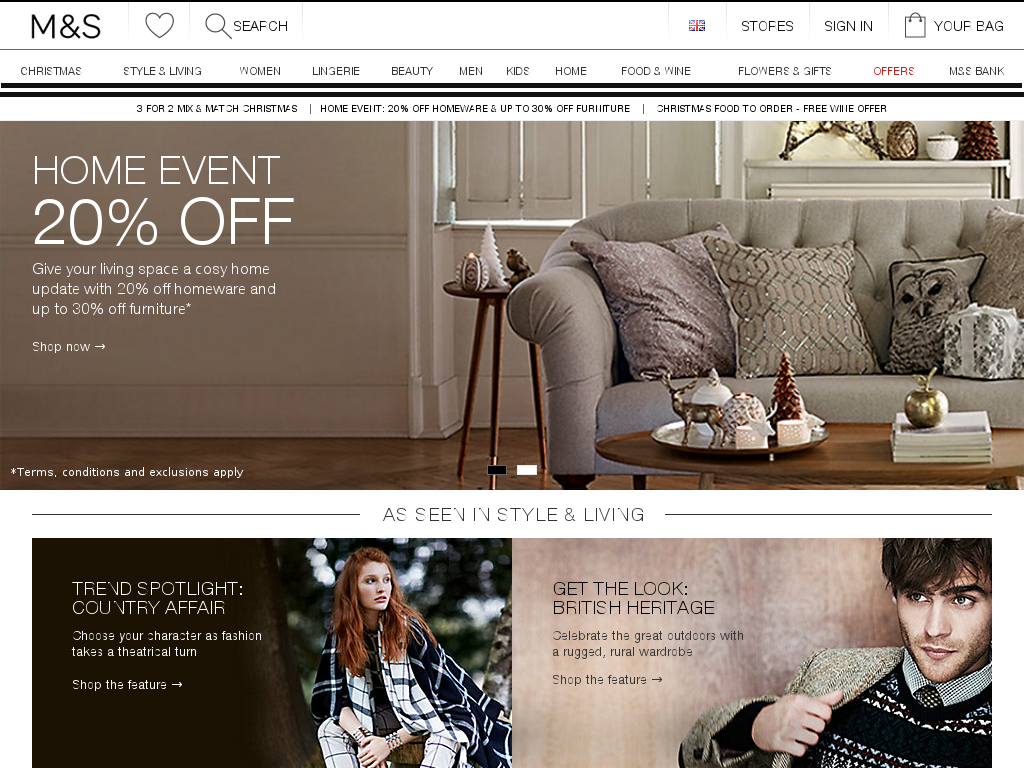 M&S
SEARCH
STORES
SIGN IN
YOUR BAG
CHRISTMAS
STYLE & LIVING
WOMEN
LINGERIE
BEAUTY
MEN
KIDS
HOME
FOOD & WINE
FLOWERS & GIFTS
OFFERS
M&S BANK
3 FOR 2 MIX & MATCH CHRISTMAS | HOME EVENT: 20% OFF HOMEWARE & UP TO 30% OFF FURNITURE | CHRISTMAS FOOD TO ORDER - FREE WINE OFFER
HOME EVENT
20% OFF
Give your living space a cosy home
update with 20% off homeware and
up to 30% off furniture*
Shop now →
*Terms, conditions and exclusions apply
AS SEEN IN STYLE & LIVING
TREND SPOTLIGHT:
COUNTRY AFFAIR
Choose your character as fashion
takes a theatrical turn
Shop the feature →
GET THE LOOK:
BRITISH HERITAGE
Celebrate the great outdoors with
a rugged, rural wardrobe
Shop the feature →